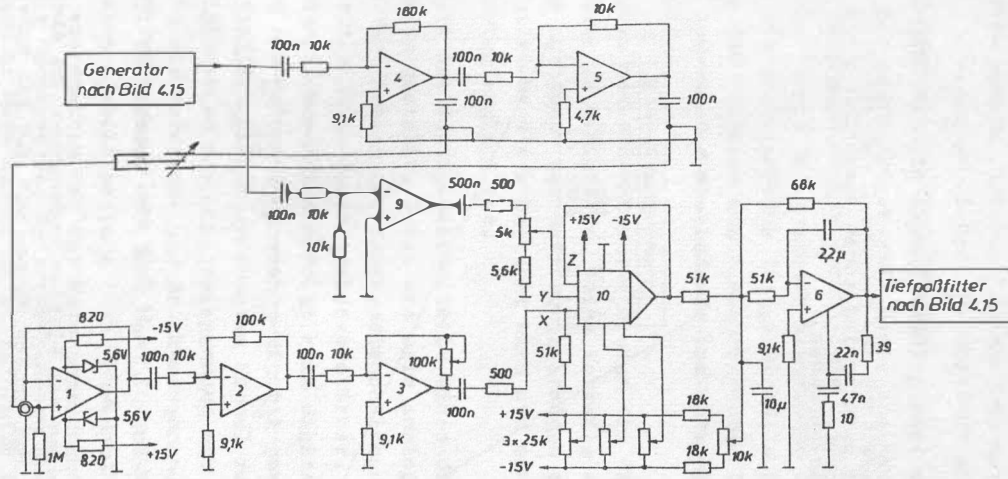 Generator
nach Bild 4.15
100n
10k
160k
4
9,1k
100n
10k
100n
10k
5
4,7k
100n
100n
10k
10k
9
500n
500
5k
5,6k
+15V
-15V
Z
Y
X
10
51k
51k
51k
68k
2,2µ
6
9,1k
22n
39
4,7n
10
10µ
Tiefpaßfilter
nach Bild 4.15
820
-15V
5,6V
1
5,6V
1M
820
+15V
100n
10k
100k
2
9,1k
100n
10k
100k
3
9,1k
100n
500
+15V
3 x 25k
-15V
18k
18k
10k